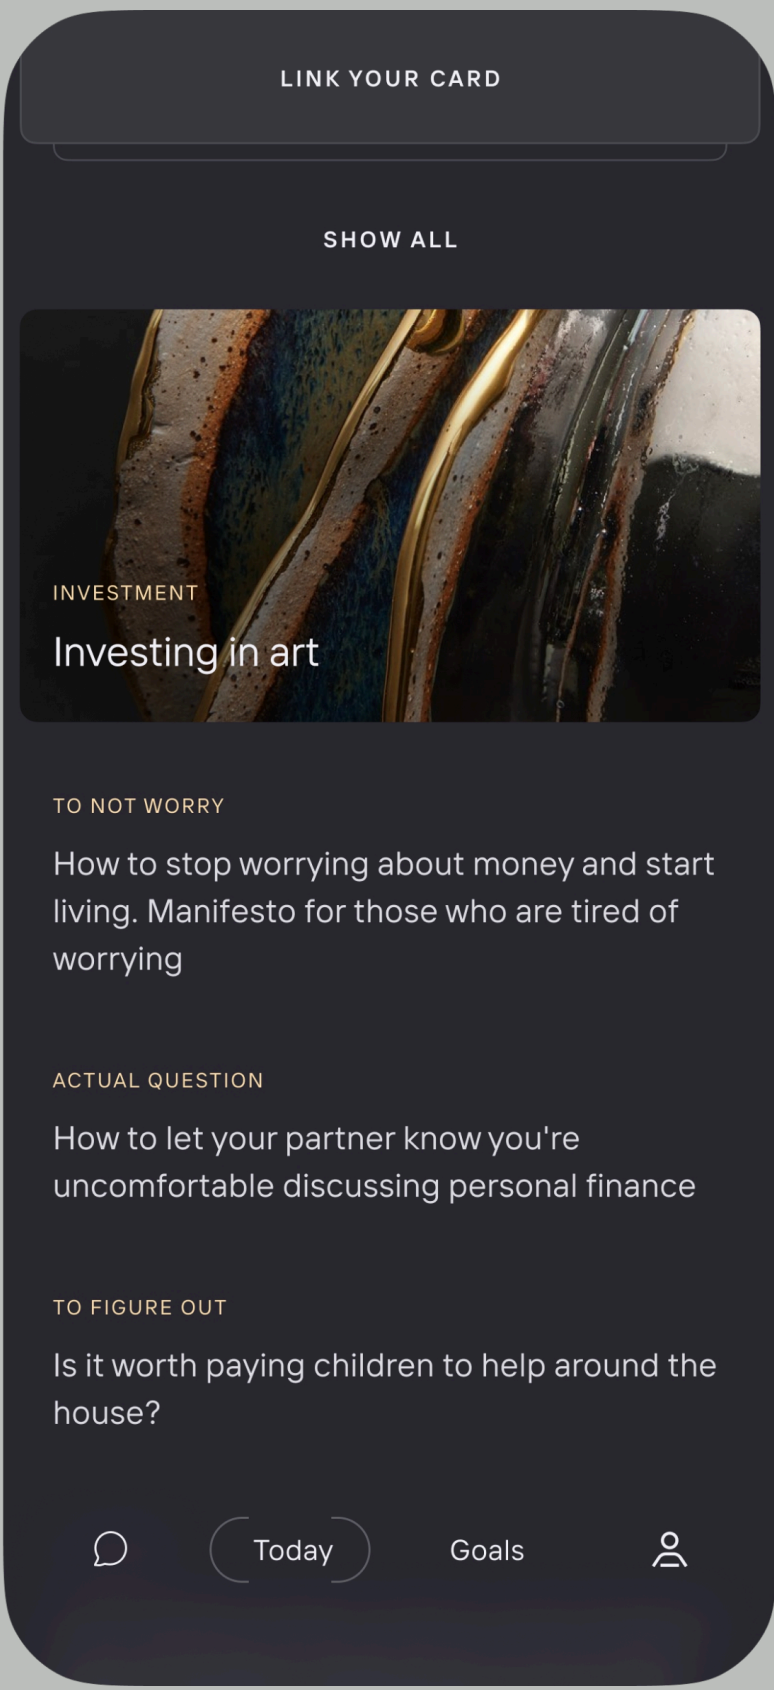 LINK YOUR CARD
SHOW ALL
INVESTMENT
Investing in art
TO NOT WORRY
How to stop worrying about money and start
living. Manifesto for those who are tired of
worrying
ACTUAL QUESTION
How to let your partner know you're
uncomfortable discussing personal finance
TO FIGURE OUT
Is it worth paying children to help around the
house?
Today
Goals